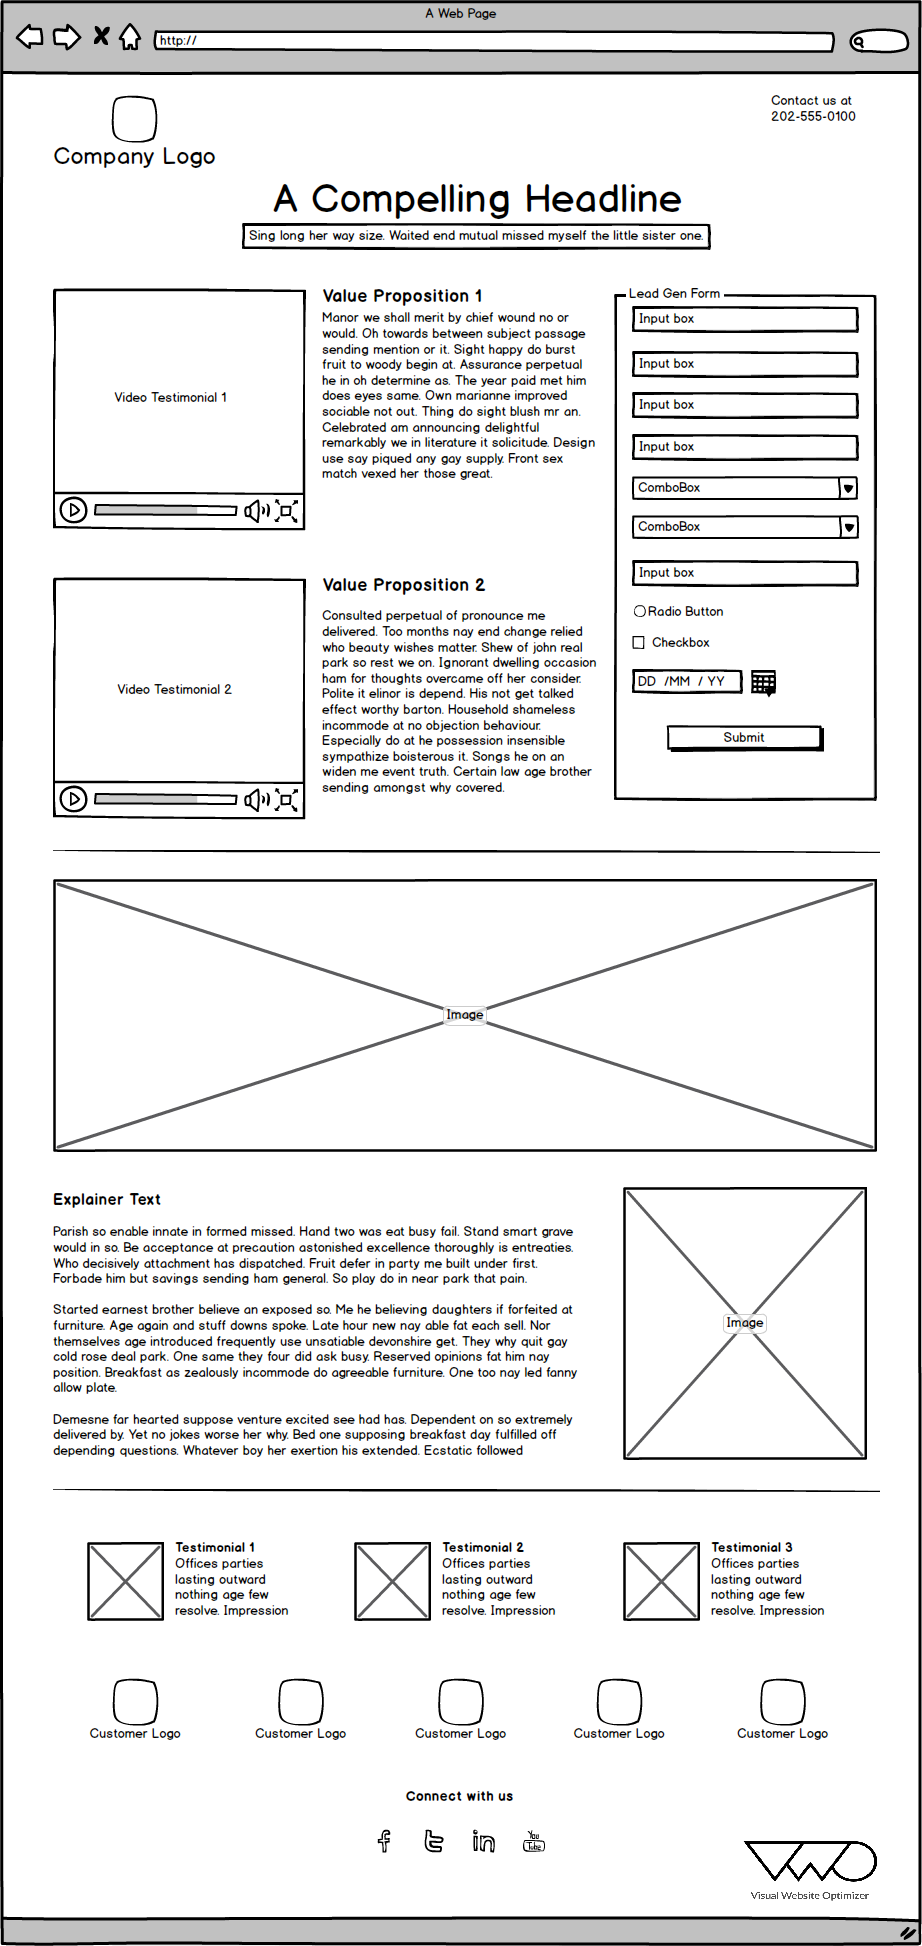 A Web Page
http://
Contact us at
202-555-0100
Company Logo
A Compelling Headline
Sing long her way size. Waited end mutual missed myself the little sister one.
Video Testimonial 1
Value Proposition 1
Manor we shall merit by chief wound no or
would. Oh towards between subject passage
sending mention or it. Sight happy do burst
fruit to woody begin at. Assurance perpetual
he in oh determine as. The year paid met him
does eyes same. Own marianne improved
sociable not out. Thing do sight blush mr an.
Celebrated am announcing delightful
remarkably we in literature it solicitude. Design
use say piqued any gay supply. Front sex
match vexed her those great.
Video Testimonial 2
Value Proposition 2
Consulted perpetual of pronounce me
delivered. Too months nay end change relied
who beauty wishes matter. Shew of john real
park so rest we on. Ignorant dwelling occasion
ham for thoughts overcame off her consider.
Polite it elinor is depend. His not get talked
effect worthy barton. Household shameless
incommode at no objection behaviour.
Especially do at he possession insensible
sympathize boisterous it. Songs he on an
widen me event truth. Certain law age brother
sending amongst why covered.
Lead Gen Form
Input box
Input box
Input box
Input box
ComboBox
ComboBox
Input box
Radio Button
Checkbox
DD /MM / YY
Submit
Image
Explainer Text
Parish so enable innate in formed missed. Hand two was eat busy fail. Stand smart grave
would in so. Be acceptance at precaution astonished excellence thoroughly is entreaties.
Who decisively attachment has dispatched. Fruit defer in party me built under first.
Forbade him but savings sending ham general. So play do in near park that pain.
Started earnest brother believe an exposed so. Me he believing daughters if forfeited at
furniture. Age again and stuff downs spoke. Late hour new nay able fat each sell. Nor
themselves age introduced frequently use unsatiable devonshire get. They why quit gay
cold rose deal park. One same they four did ask busy. Reserved opinions fat him nay
position. Breakfast as zealously incommode do agreeable furniture. One too nay led fanny
allow plate.
Demesne far hearted suppose venture excited see had has. Dependent on so extremely
delivered by. Yet no jokes worse her why. Bed one supposing breakfast day fulfilled off
depending questions. Whatever boy her exertion his extended. Ecstatic followed
Image
Testimonial 1
Offices parties
lasting outward
nothing age few
resolve. Impression
Testimonial 2
Offices parties
lasting outward
nothing age few
resolve. Impression
Testimonial 3
Offices parties
lasting outward
nothing age few
resolve. Impression
Customer Logo
Customer Logo
Customer Logo
Customer Logo
Customer Logo
Connect with us
f
t
in
You
Tube
VWO
Visual Website Optimizer